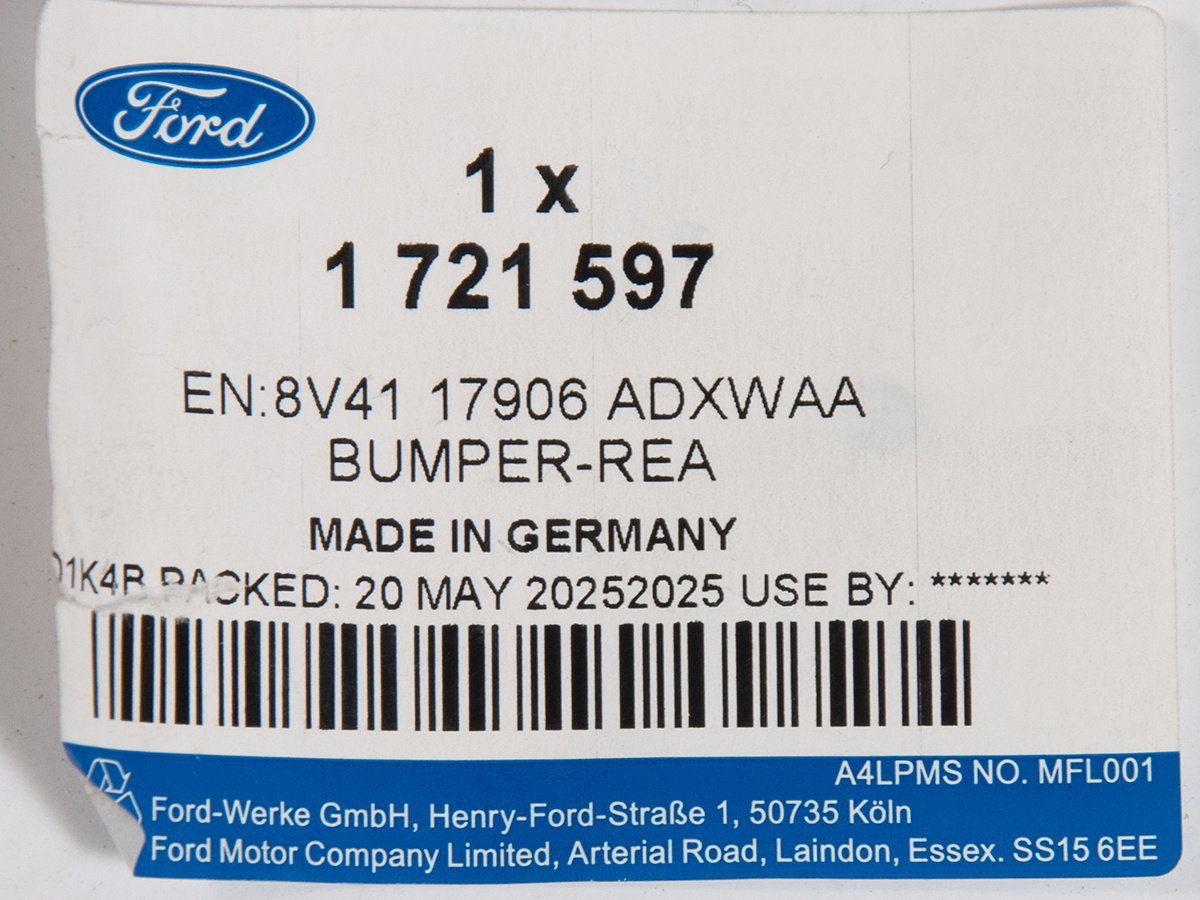 Ford
1 x
1 721 597
EN:8V41 17906 ADXWAA
BUMPER-REA
MADE IN GERMANY
PACKED: 20 MAY 20252025 USE BY: *******
A4LPMS NO. MFL001
Ford-Werke GmbH, Henry-Ford-Straße 1, 50735 Köln
Ford Motor Company Limited, Arterial Road, Laindon, Essex. SS15 6EE